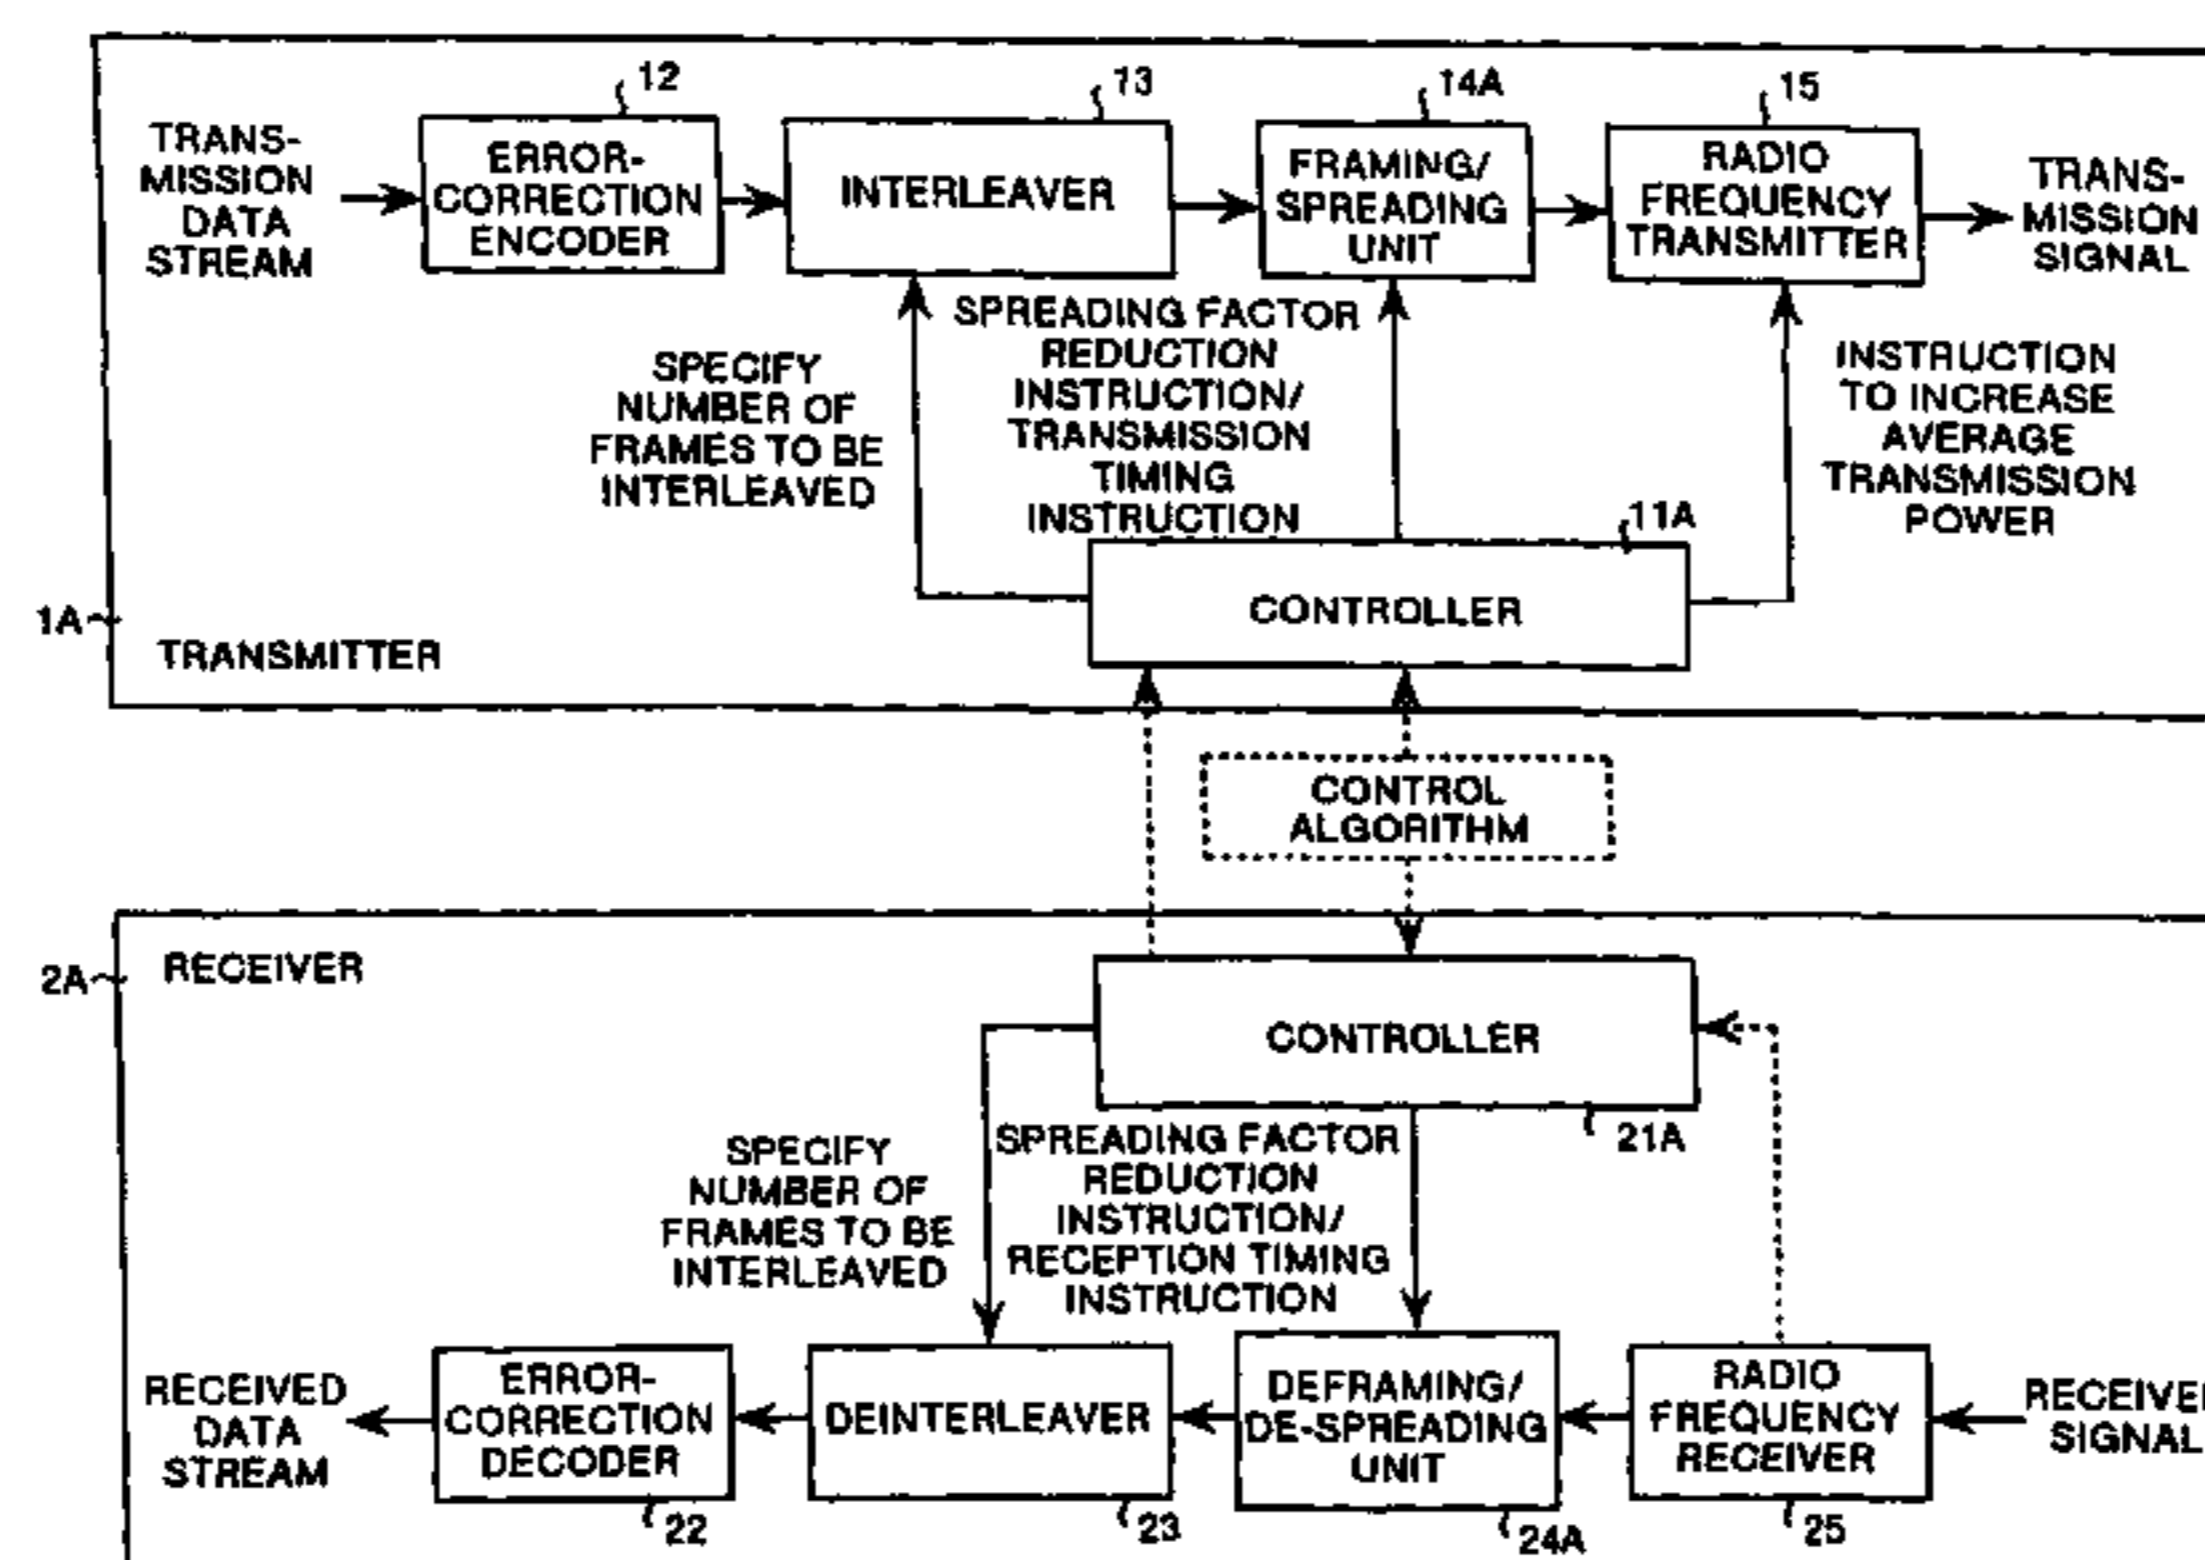 12
13
14A
15
TRANS-
MISSION
DATA
STREAM
ERROR-
CORRECTION
ENCODER
INTERLEAVER
FRAMING/
SPREADING
UNIT
RADIO
FREQUENCY
TRANSMITTER
TRANS-
MISSION
SIGNAL
SPECIFY
NUMBER OF
FRAMES TO BE
INTERLEAVED
SPREADING FACTOR
REDUCTION
INSTRUCTION/
TRANSMISSION
TIMING
INSTRUCTION
INSTRUCTION
TO INCREASE
AVERAGE
TRANSMISSION
POWER
11A
CONTROLLER
1A
TRANSMITTER
CONTROL
ALGORITHM
2A
RECEIVER
CONTROLLER
21A
SPECIFY
NUMBER OF
FRAMES TO BE
INTERLEAVED
SPREADING FACTOR
REDUCTION
INSTRUCTION/
RECEPTION TIMING
INSTRUCTION
RECEIVED
DATA
STREAM
ERROR-
CORRECTION
DECODER
DEINTERLEAVER
DEFRAMING/
DE-SPREADING
UNIT
RADIO
FREQUENCY
RECEIVER
SIGNAL
22
23
24A
25